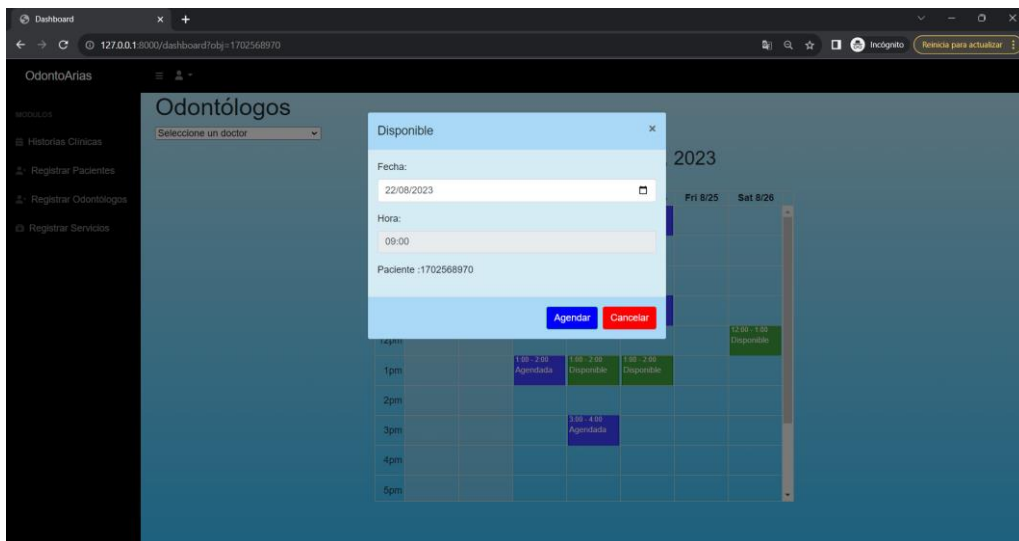 Dashboard
127.0.0.1:8000/dashboard?obj=1702568970
Incógnito
Reinicia para actualizar
OdontoArias
MODULOS
Historias Clínicas
Registrar Pacientes
Registrar Odontólogos
Registrar Servicios
Odontólogos
Seleccione un doctor
Disponible
×
Fecha:
22/08/2023
Hora:
09:00
Paciente :1702568970
Agendar
Cancelar
2023
Fri 8/25
Sat 8/26
12pm
12:00 - 1:00
Disponible
1pm
1:00 - 2:00
Agendada
1:00 - 2:00
Disponible
1:00 - 2:00
Disponible
2pm
3pm
3:00 - 4:00
Agendada
4pm
5pm